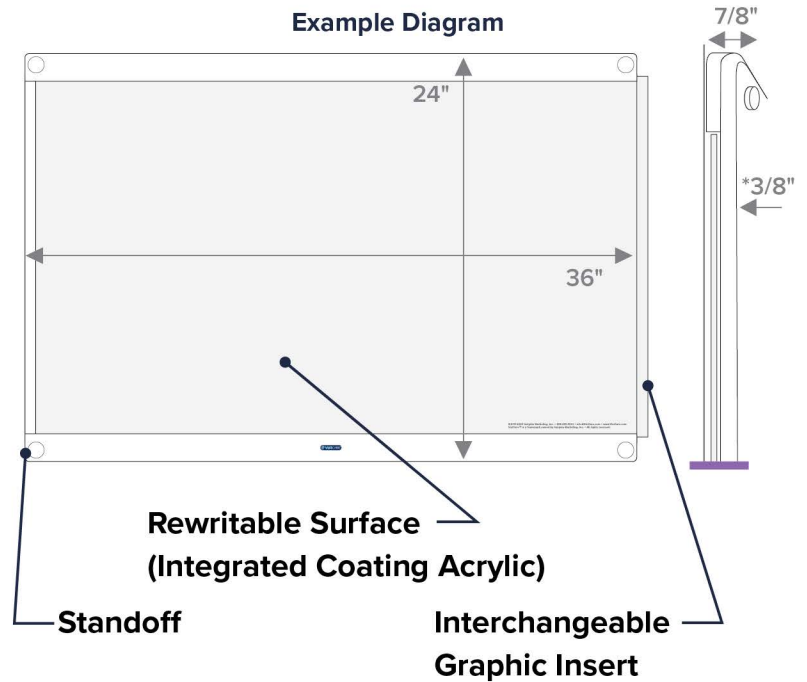 Example Diagram
7/8"
24"
*3/8"
36"
Rewritable Surface
(Integrated Coating Acrylic)
Standoff
Interchangeable
Graphic Insert